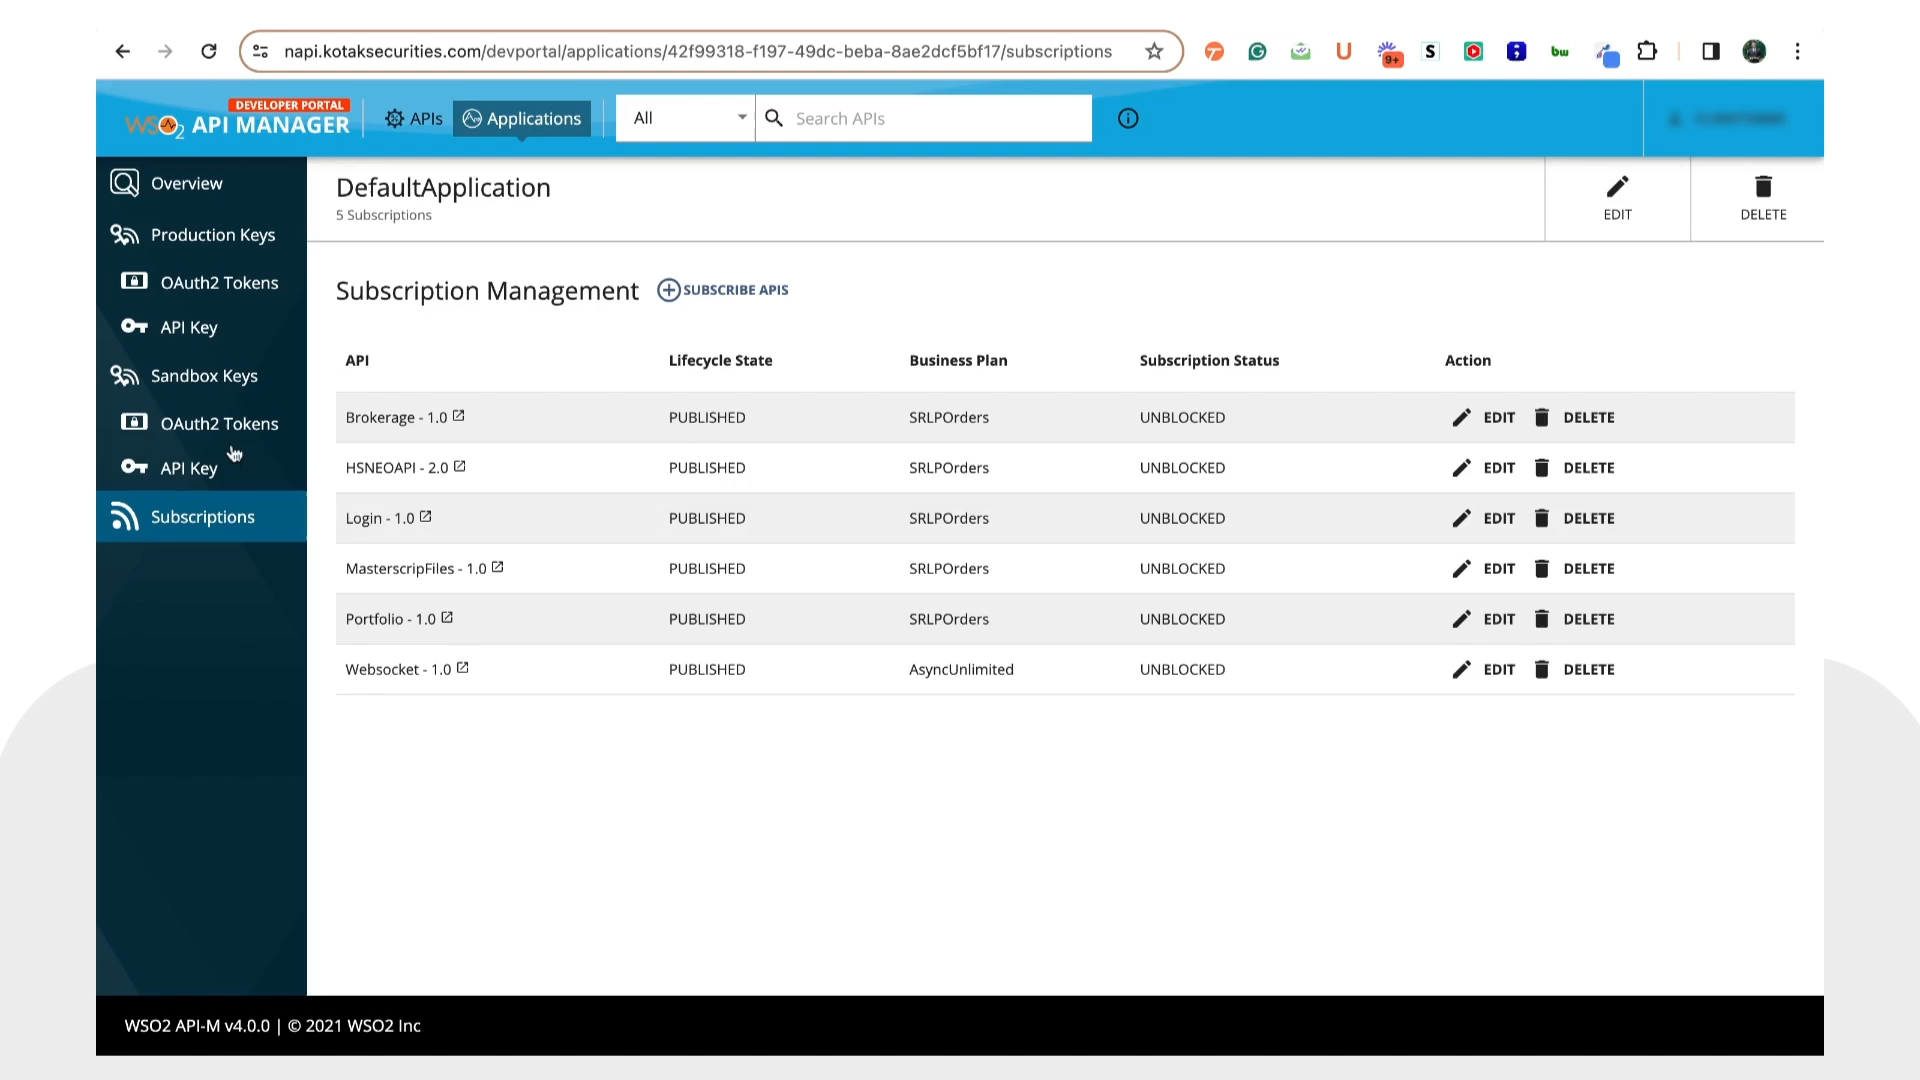 napi.kotaksecurities.com/devportal/applications/42f99318-f197-49dc-beba-8ae2dcf5bf17/subscriptions
U
9+
S
bw
DEVELOPER PORTAL
WSO2 API MANAGER
APIs
Applications
All
Search APIs
Overview
Production Keys
OAuth2 Tokens
API Key
Sandbox Keys
OAuth2 Tokens
API Key
Subscriptions
DefaultApplication
5 Subscriptions
EDIT
DELETE
Subscription Management SUBSCRIBE APIS
API Lifecycle State Business Plan Subscription Status Action
Brokerage - 1.0 PUBLISHED SRLPOrders UNBLOCKED EDIT DELETE
HSNEOAPI - 2.0 PUBLISHED SRLPOrders UNBLOCKED EDIT DELETE
Login - 1.0 PUBLISHED SRLPOrders UNBLOCKED EDIT DELETE
MasterscripFiles - 1.0 PUBLISHED SRLPOrders UNBLOCKED EDIT DELETE
Portfolio - 1.0 PUBLISHED SRLPOrders UNBLOCKED EDIT DELETE
Websocket - 1.0 PUBLISHED AsyncUnlimited UNBLOCKED EDIT DELETE
WSO2 API-M v4.0.0 | © 2021 WSO2 Inc